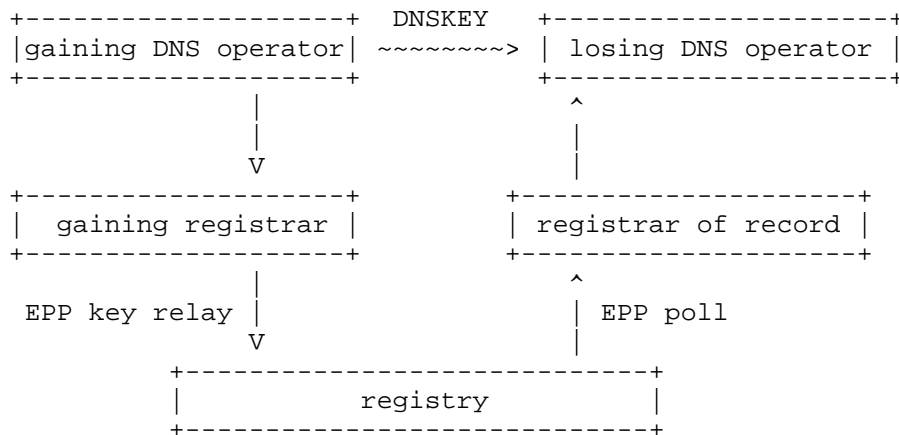 DNSKEY
gaining DNS operator ~~~~~~~~> losing DNS operator
gaining registrar registrar of record
EPP key relay EPP poll
registry